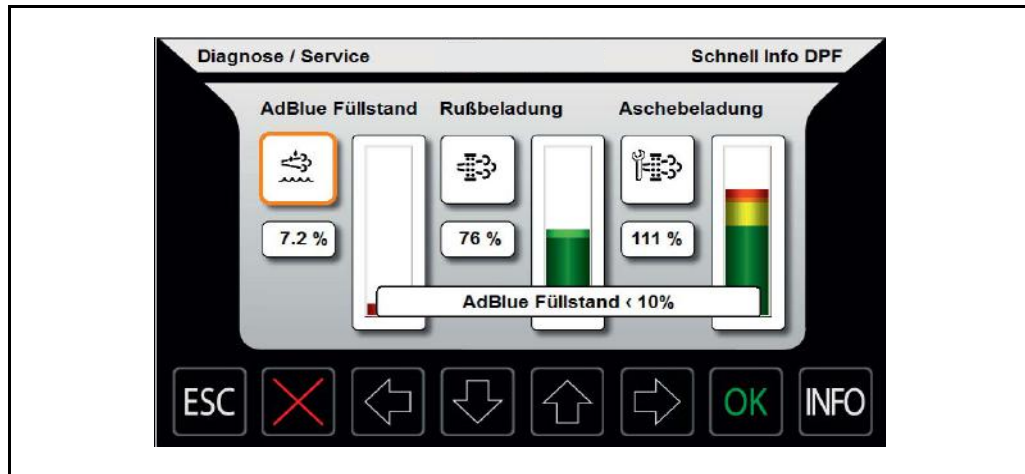 Diagnose / Service
Schnell Info DPF
AdBlue Füllstand
Rußbeladung
Aschebeladung
7.2 %
76 %
111 %
AdBlue Füllstand ‹ 10%
ESC
OK
INFO